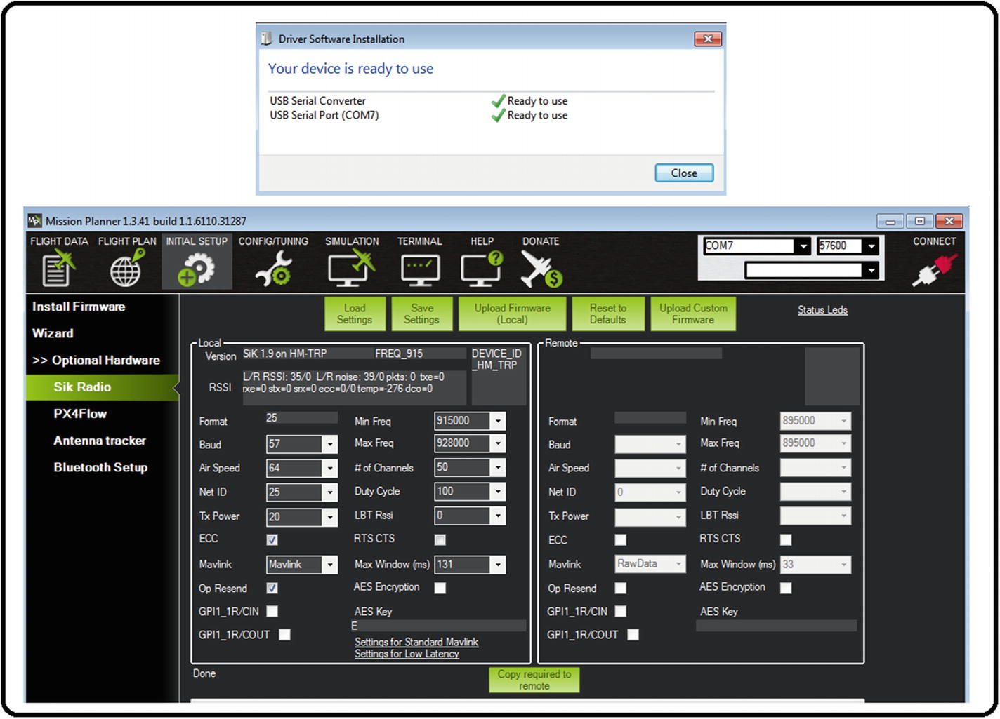 Driver Software Installation
Your device is ready to use
USB Serial Converter Ready to use
USB Serial Port (COM7) Ready to use
Close
Mp Mission Planner 1.3.41 build 1.1.6110.31287
FLIGHT DATA FLIGHT PLAN INITIAL SETUP CONFIG/TUNING SIMULATION TERMINAL HELP DONATE
COM7 57600 CONNECT
Install Firmware
Wizard
>> Optional Hardware
Sik Radio
PX4Flow
Antenna tracker
Bluetooth Setup
Load Settings
Save Settings
Upload Firmware (Local)
Reset to Defaults
Upload Custom Firmware
Status Leds
Local
Version SiK 1.9 on HM-TRP FREQ_915 DEVICE_ID
_HM_TRP
RSSI L/R RSSI: 35/0 L/R noise: 39/0 pkts: 0 txe=0
rxe=0 stx=0 srx=0 ecc=0/0 temp=-276 dco=0
Format 25 Min Freq 915000
Baud 57 Max Freq 928000
Air Speed 64 # of Channels 50
Net ID 25 Duty Cycle 100
Tx Power 20 LBT Rssi 0
ECC RTS CTS
Mavlink Mavlink Max Window (ms) 131
Op Resend AES Encryption
GPI1_1R/CIN AES Key
E
GPI1_1R/COUT
Settings for Standard Mavlink
Settings for Low Latency
Remote
Format Min Freq 895000
Baud Max Freq 895000
Air Speed # of Channels
Net ID 0 Duty Cycle
Tx Power LBT Rssi
ECC RTS CTS
Mavlink RawData Max Window (ms) 33
Op Resend AES Encryption
GPI1_1R/CIN AES Key
GPI1_1R/COUT
Done
Copy required to
remote